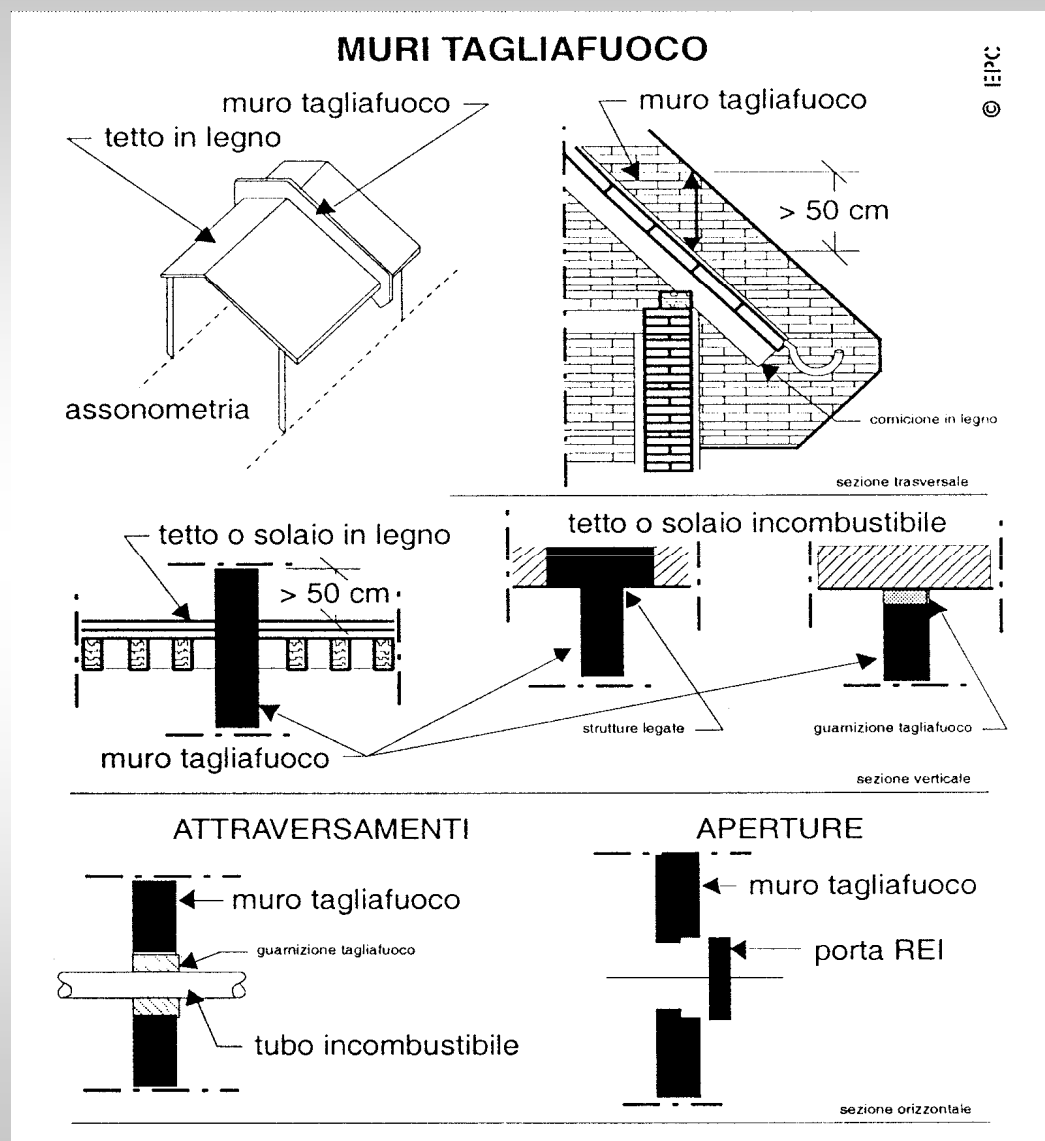 MURI TAGLIAFUOCO
© EPC
muro tagliafuoco
tetto in legno
assonometria
muro tagliafuoco
> 50 cm
cornicione in legno
sezione trasversale
tetto o solaio in legno
> 50 cm
tetto o solaio incombustibile
strutture legate
guarnizione tagliafuoco
muro tagliafuoco
sezione verticale
ATTRAVERSAMENTI
muro tagliafuoco
guarnizione tagliafuoco
tubo incombustibile
APERTURE
muro tagliafuoco
porta REI
sezione orizzontale